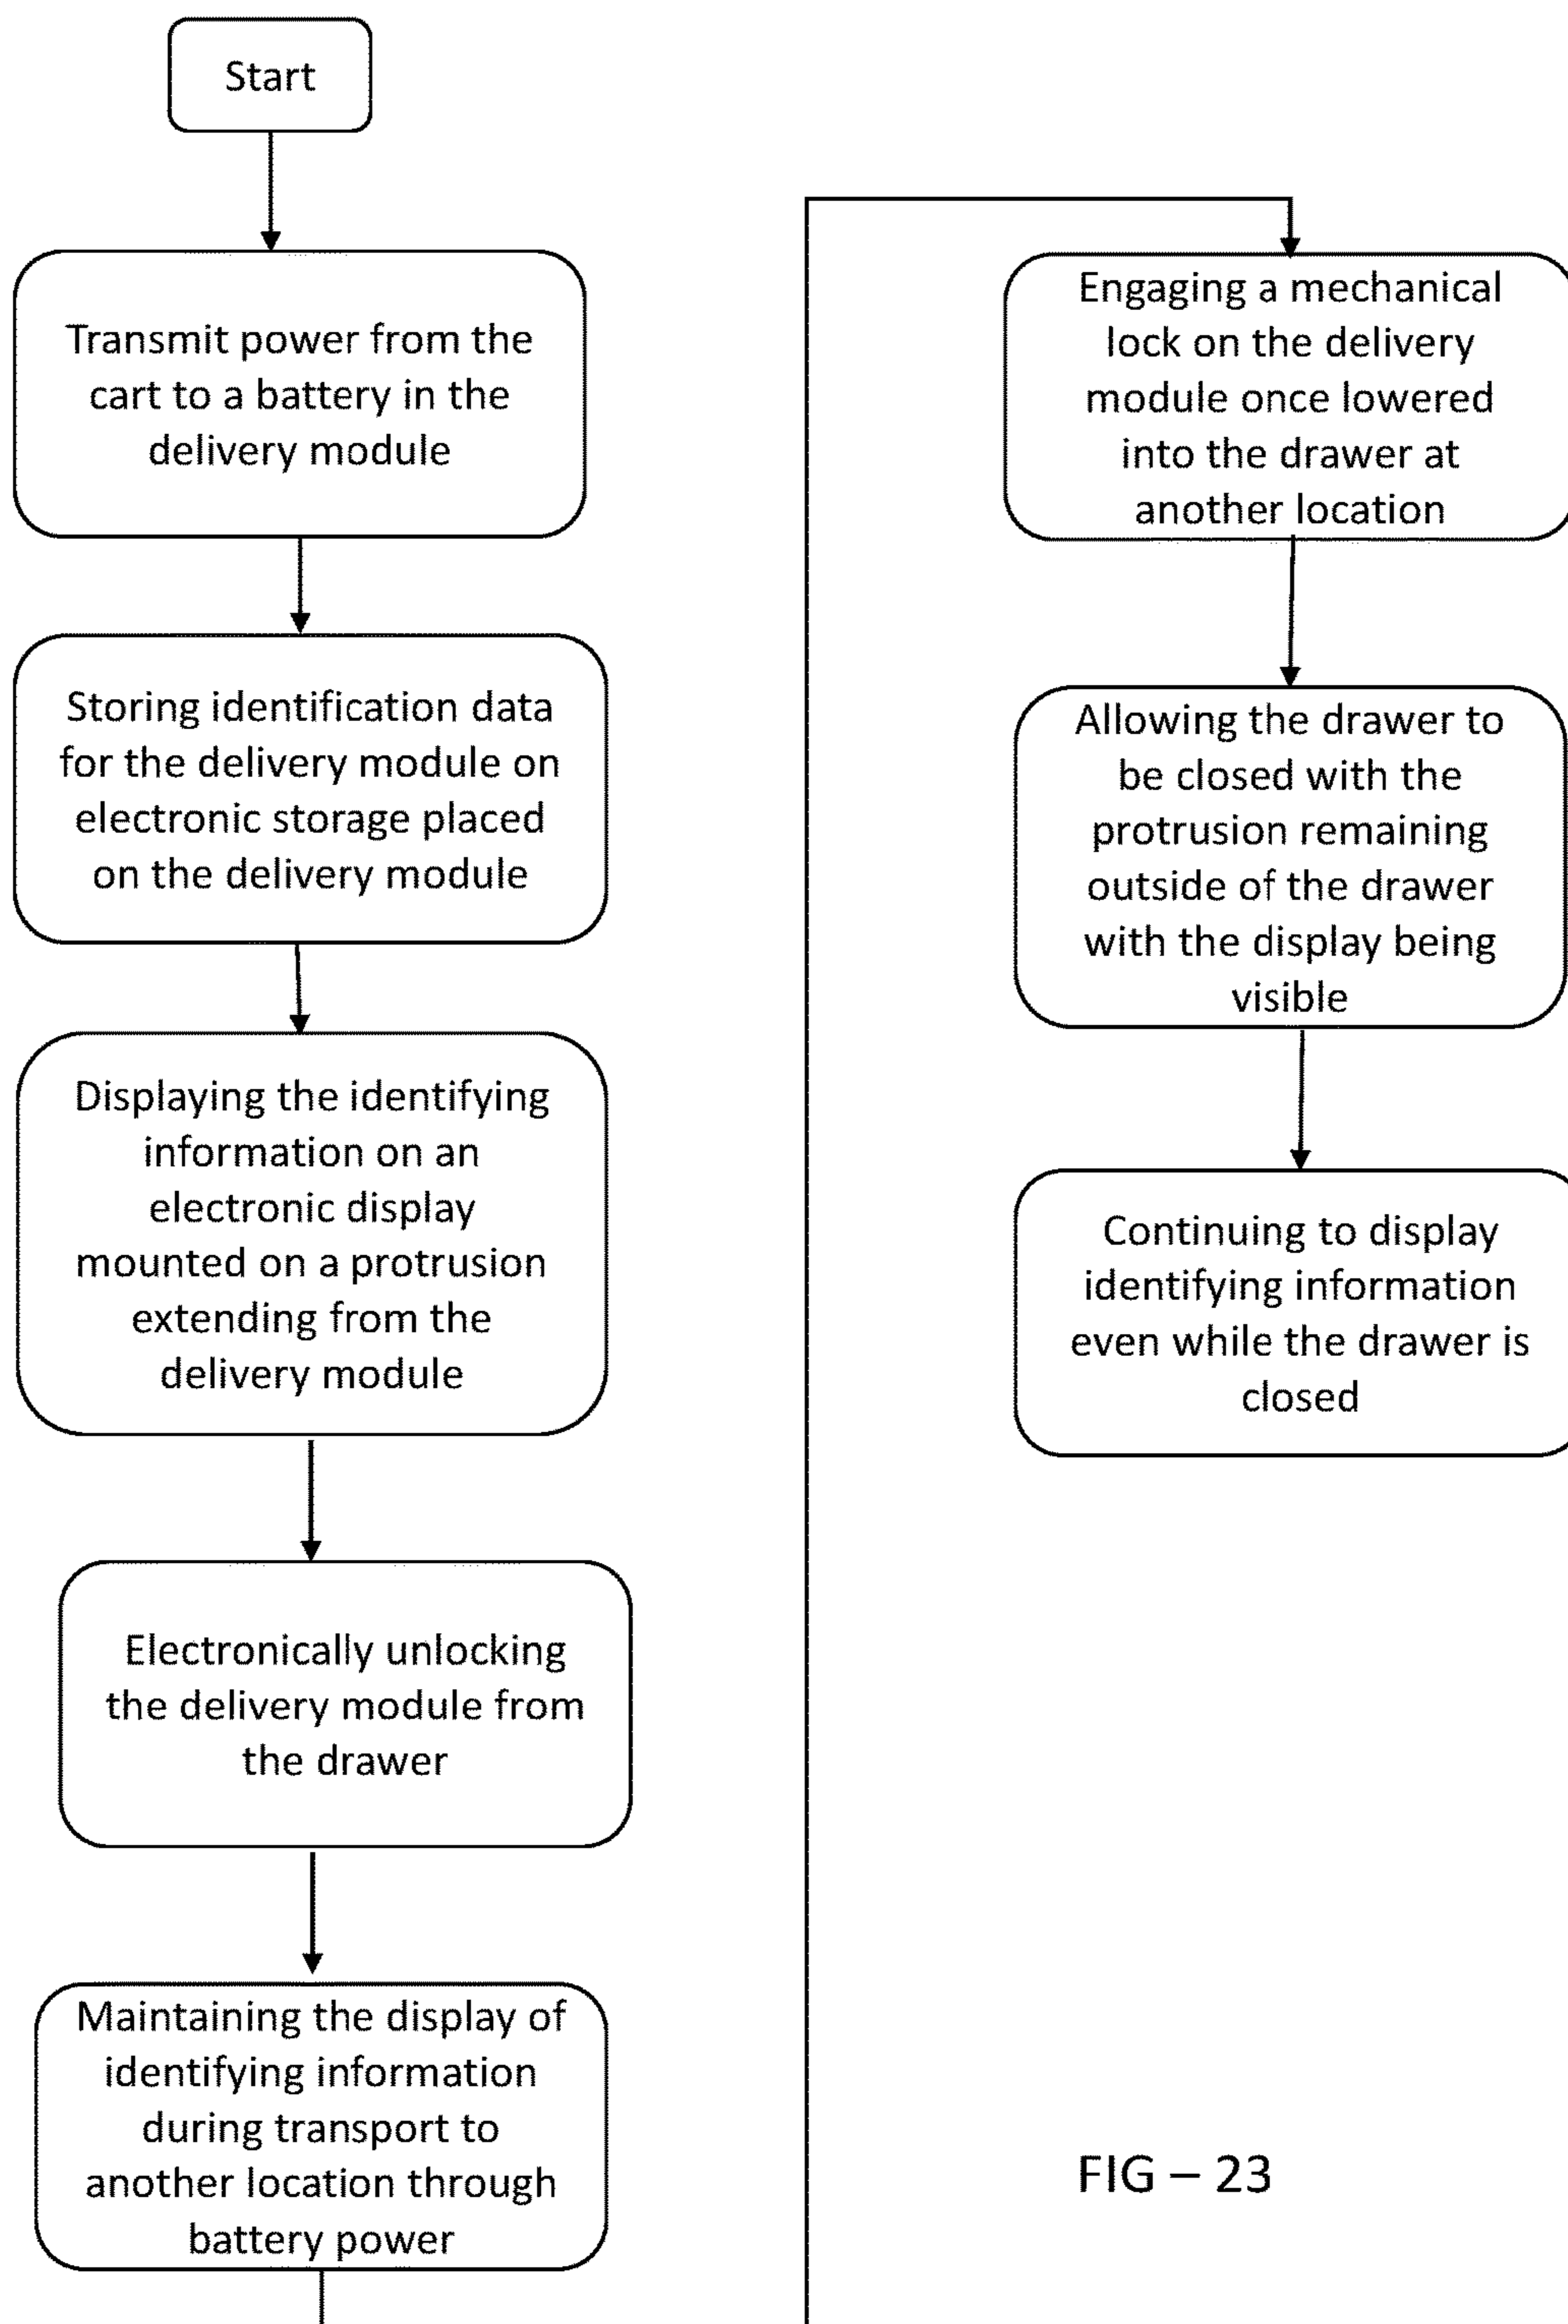 Start
Transmit power from the
cart to a battery in the
delivery module
Storing identification data
for the delivery module on
electronic storage placed
on the delivery module
Displaying the identifying
information on an
electronic display
mounted on a protrusion
extending from the
delivery module
Electronically unlocking
the delivery module from
the drawer
Maintaining the display of
identifying information
during transport to
another location through
battery power
Engaging a mechanical
lock on the delivery
module once lowered
into the drawer at
another location
Allowing the drawer to
be closed with the
protrusion remaining
outside of the drawer
with the display being
visible
Continuing to display
identifying information
even while the drawer is
closed
FIG – 23